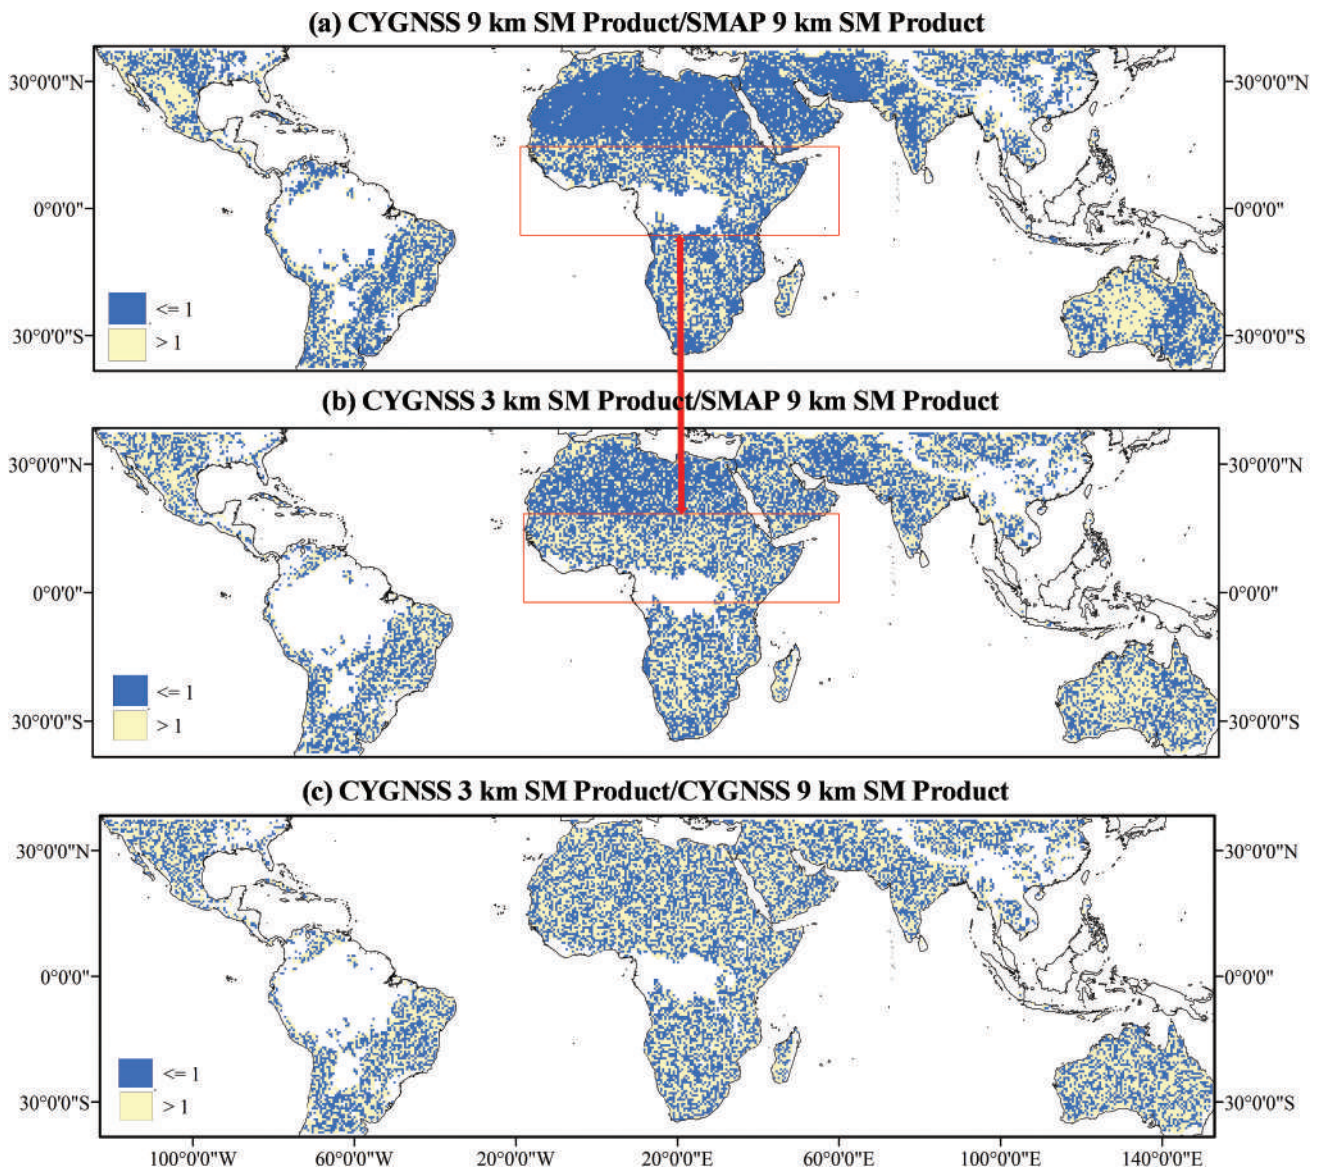 (a) CYGNSS 9 km SM Product/SMAP 9 km SM Product
30°0'0"N
30°0'0"N
0°0'0"
0°0'0"
<= 1
> 1
30°0'0"S
30°0'0"S
(b) CYGNSS 3 km SM Product/SMAP 9 km SM Product
30°0'0"N
30°0'0"N
0°0'0"
0°0'0"
<= 1
> 1
30°0'0"S
30°0'0"S
(c) CYGNSS 3 km SM Product/CYGNSS 9 km SM Product
30°0'0"N
30°0'0"N
0°0'0"
0°0'0"
<= 1
> 1
30°0'0"S
30°0'0"S
100°0'0"W 60°0'0"W 20°0'0"W 20°0'0"E 60°0'0"E 100°0'0"E 140°0'0"E